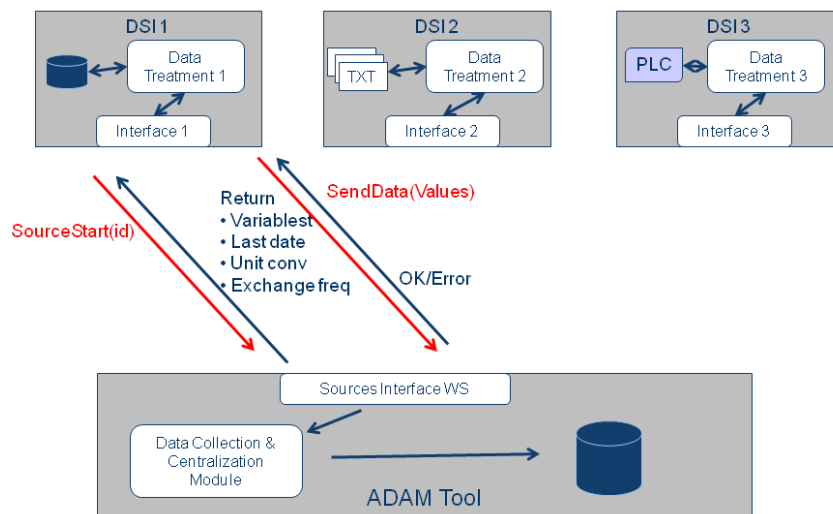 DSI 1
Data
Treatment 1
Interface 1
DSI 2
TXT
Data
Treatment 2
Interface 2
DSI 3
PLC
Data
Treatment 3
Interface 3
SourceStart(id)
Return
• Variablest
• Last date
• Unit conv
• Exchange freq
SendData(Values)
OK/Error
Sources Interface WS
Data Collection &
Centralization
Module
ADAM Tool